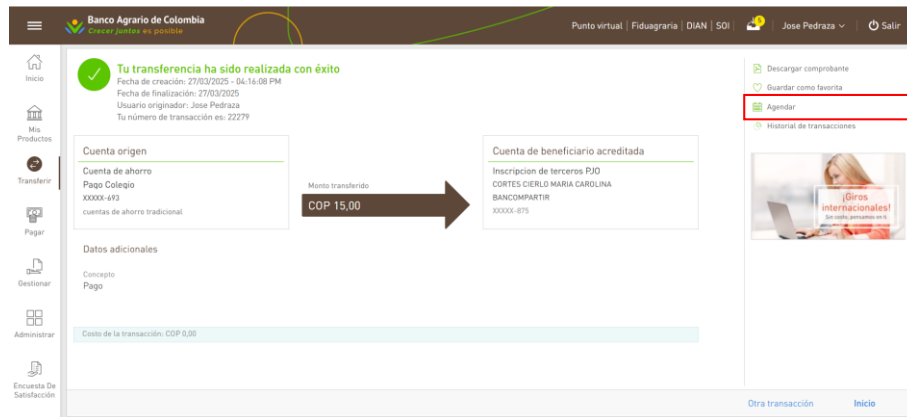 Banco Agrario de Colombia
Crecer juntos es posible
Punto virtual | Fiduagraria | DIAN | SOI
5
Jose Pedraza
Salir
Inicio
Mis
Productos
Transferir
Pagar
Gestionar
Administrar
Encuesta De
Satisfacción
Tu transferencia ha sido realizada con éxito
Fecha de creación: 27/03/2025 - 04:16:08 PM
Fecha de finalización: 27/03/2025
Usuario originador: Jose Pedraza
Tu número de transacción es: 22279
Cuenta origen
Cuenta de ahorro
Pago Colegio
XXXXX-693
cuentas de ahorro tradicional
Monto transferido
COP 15,00
Cuenta de beneficiario acreditada
Inscripcion de terceros PJO
CORTES CIERLO MARIA CAROLINA
BANCOMPARTIR
XXXXX-875
Datos adicionales
Concepto
Pago
Costo de la transacción: COP 0,00
Descargar comprobante
Guardar como favorita
Agendar
Historial de transacciones
¡Giros
internacionales!
Sin costo, pensamos en ti
Otra transacción
Inicio